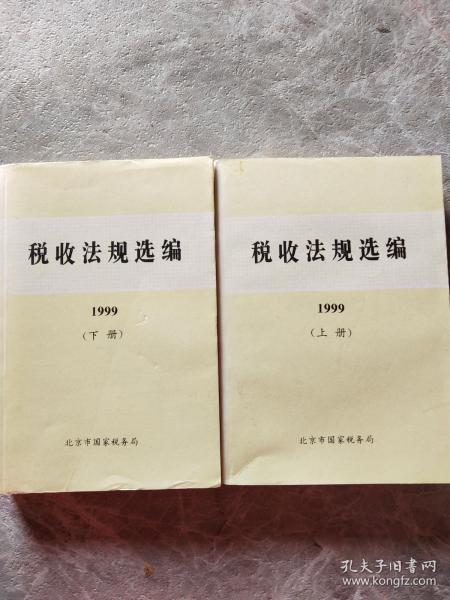 税收法规选编
1999
(下册)
北京市国家税务局
税收法规选编
1999
(上册)
北京市国家税务局
孔夫子旧书网
www.kongfz.com